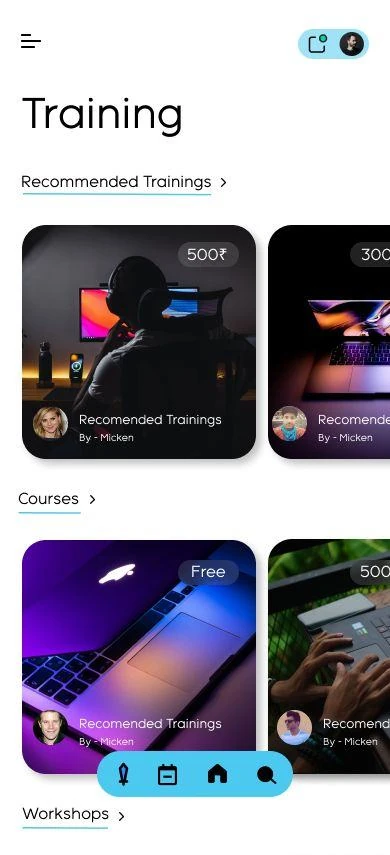 Training
Recommended Trainings
500₹
300
Recomended Trainings
By - Micken
Recomende
By - Micken
Courses
Free
500
Recomended Trainings
By - Micken
Recomend
By - Micken
Workshops